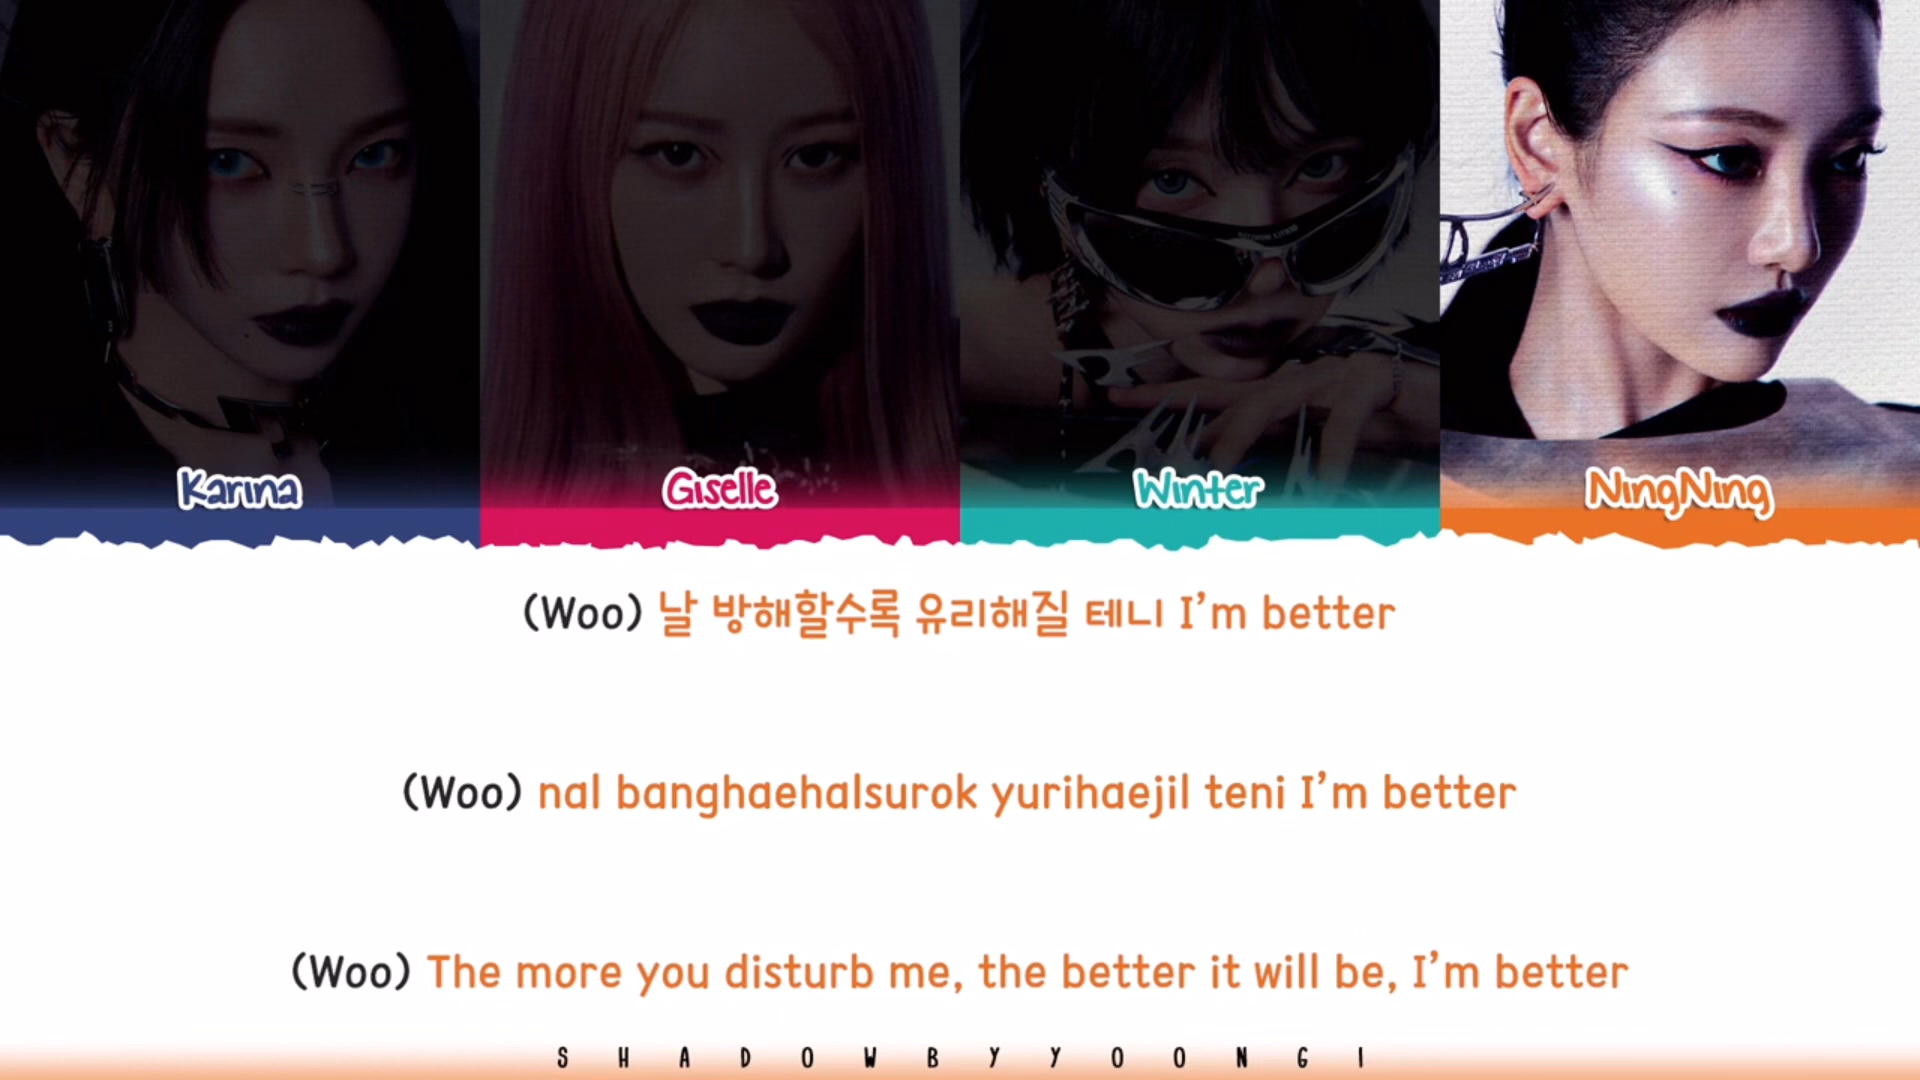 Karina
Giselle
Winter
NingNing
(Woo) 날 방해할수록 유리해질 테니 I'm better
(Woo) nal banghaehalsurok yurihaejil teni I'm better
(Woo) The more you disturb me, the better it will be, I'm better
SHADOWBYYOONGI